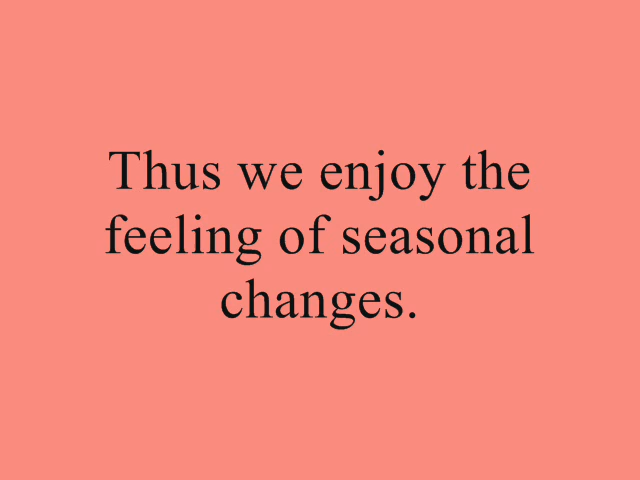 Thus we enjoy the
feeling of seasonal
changes.